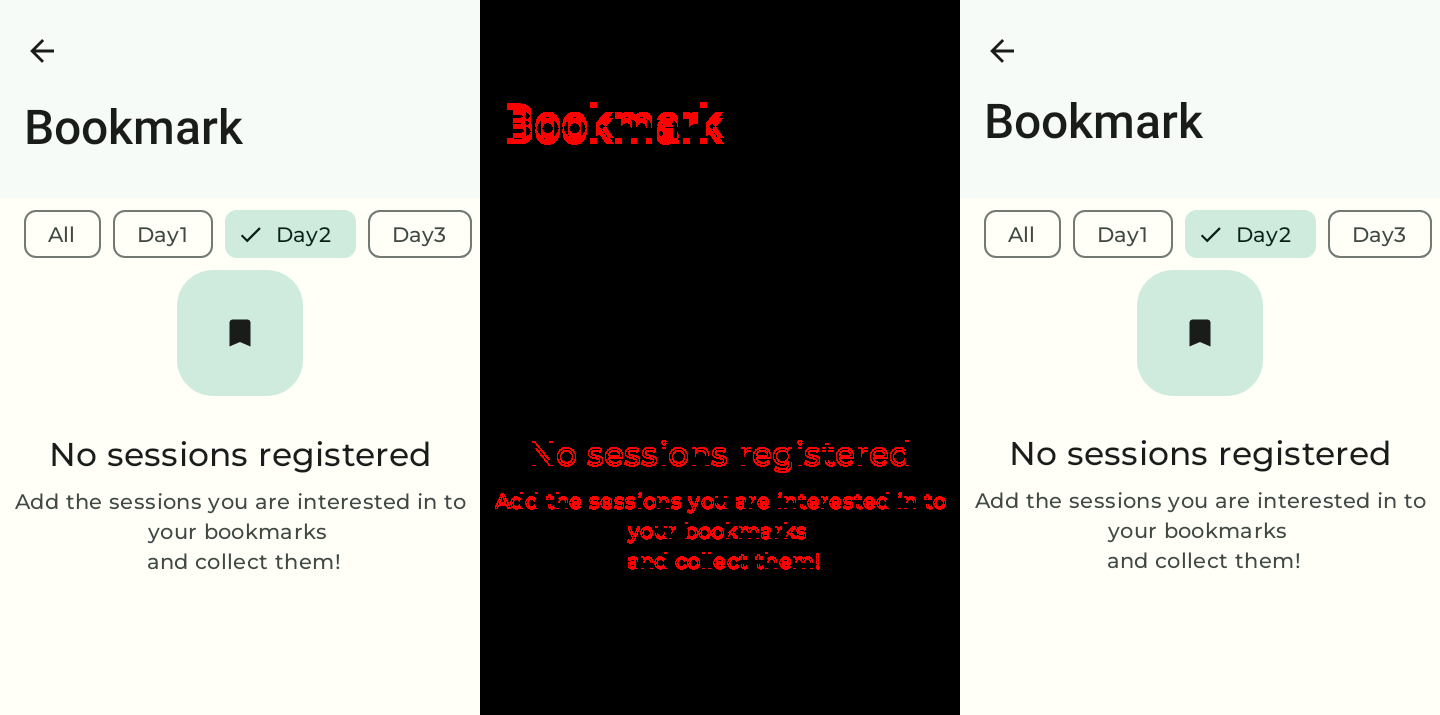 Bookmark
All Day1 Day2 Day3
No sessions registered
Add the sessions you are interested in to
your bookmarks
and collect them!
Bookmark
No sessions registered
Add the sessions you are interested in to
your bookmarks
and collect them!
Bookmark
All Day1 Day2 Day3
No sessions registered
Add the sessions you are interested in to
your bookmarks
and collect them!